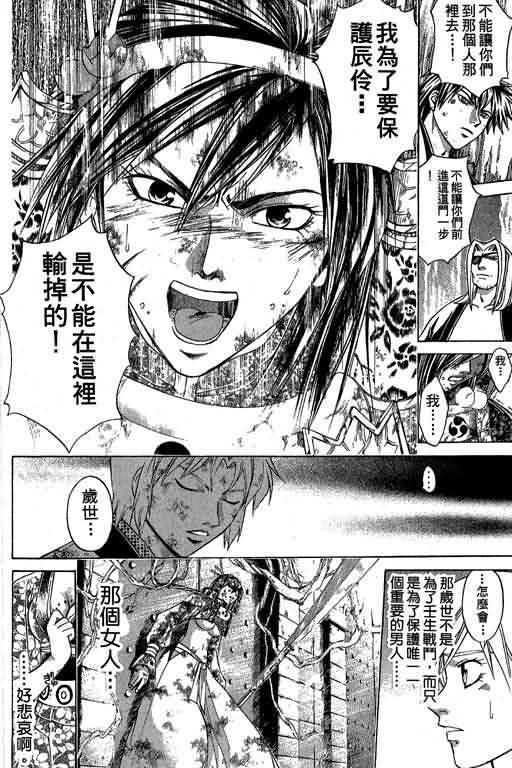 不能讓你們
到那個人那
裡去…！
不能讓你們前
進這道門一步
我…
我…
我為了要保
護辰伶…
是不能在這裡
輸掉的！
……
歲世…
…怎麼會…
那歲世不是
為了壬生戰鬥，而只
是為了保護唯一一
個重要的男人…
那個女人…
……好悲哀啊…